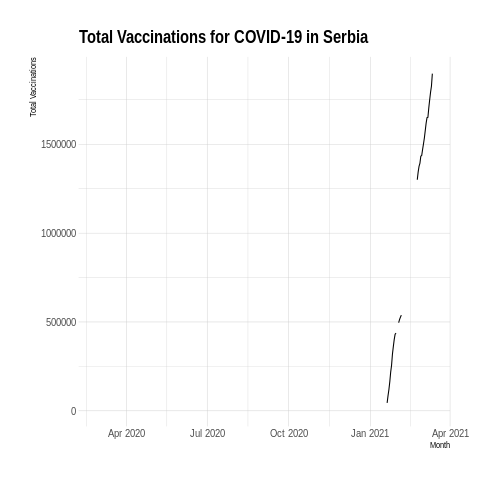 Total Vaccinations for COVID-19 in Serbia
Total Vaccinations
1500000
1000000
500000
0
Apr 2020 Jul 2020 Oct 2020 Jan 2021 Apr 2021
Month